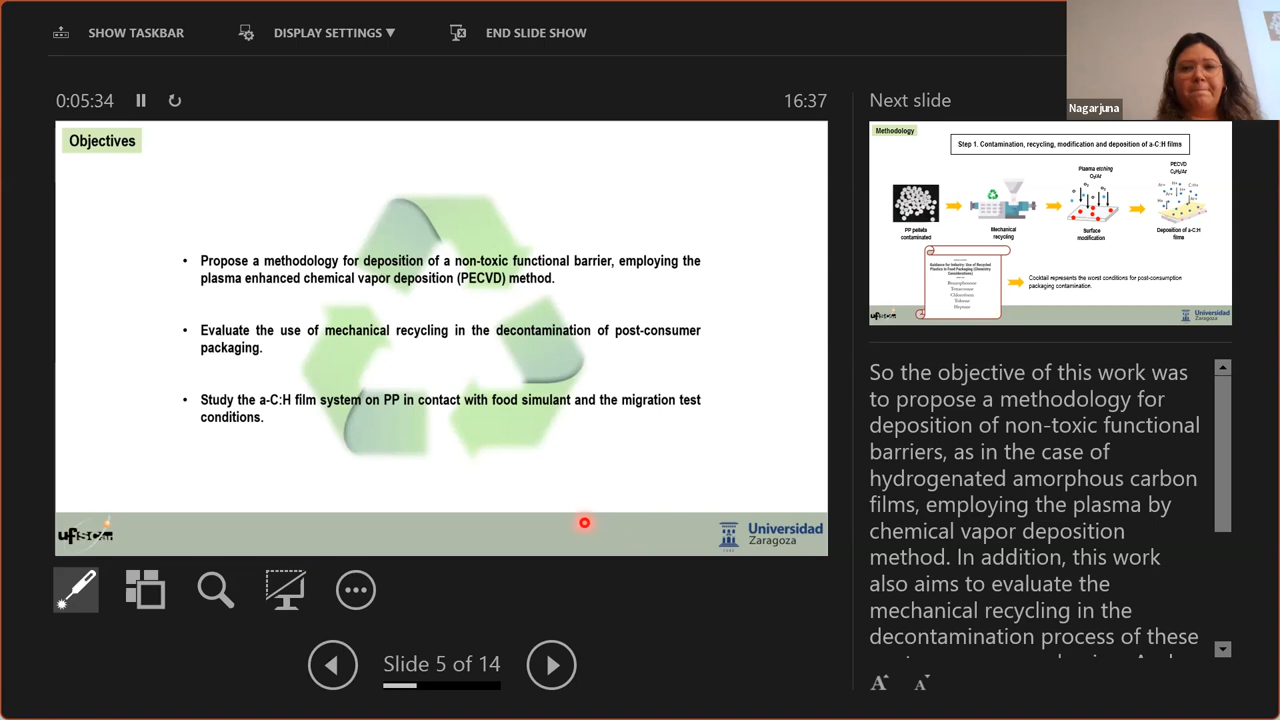 SHOW TASKBAR
DISPLAY SETTINGS ▼
END SLIDE SHOW
Nagarjuna
0:05:34
16:37
Objectives
• Propose a methodology for deposition of a non-toxic functional barrier, employing the
plasma enhanced chemical vapor deposition (PECVD) method.
• Evaluate the use of mechanical recycling in the decontamination of post-consumer
packaging.
• Study the a-C:H film system on PP in contact with food simulant and the migration test
conditions.
ufscar
Universidad
Zaragoza
Slide 5 of 14
Next slide
Methodology
Step 1. Contamination, recycling, modification and deposition of a-C:H films
PP pellets
contaminated
Mechanical
recycling
Plasma etching
O₂/Ar
Surface
modification
PECVD
C₂H₂/Ar
Deposition of a-C:H
films
Guidance for Industry: Use of Recycled
Plastics in Food Packaging (Chemistry
Considerations)
Benzophenone
Tetracosane
Chloroform
Toluene
Heptane
Cocktail represents the worst conditions for post-consumption
packaging contamination.
Universidad
Zaragoza
So the objective of this work was
to propose a methodology for
deposition of non-toxic functional
barriers, as in the case of
hydrogenated amorphous carbon
films, employing the plasma by
chemical vapor deposition
method. In addition, this work
also aims to evaluate the
mechanical recycling in the
decontamination process of these
A A